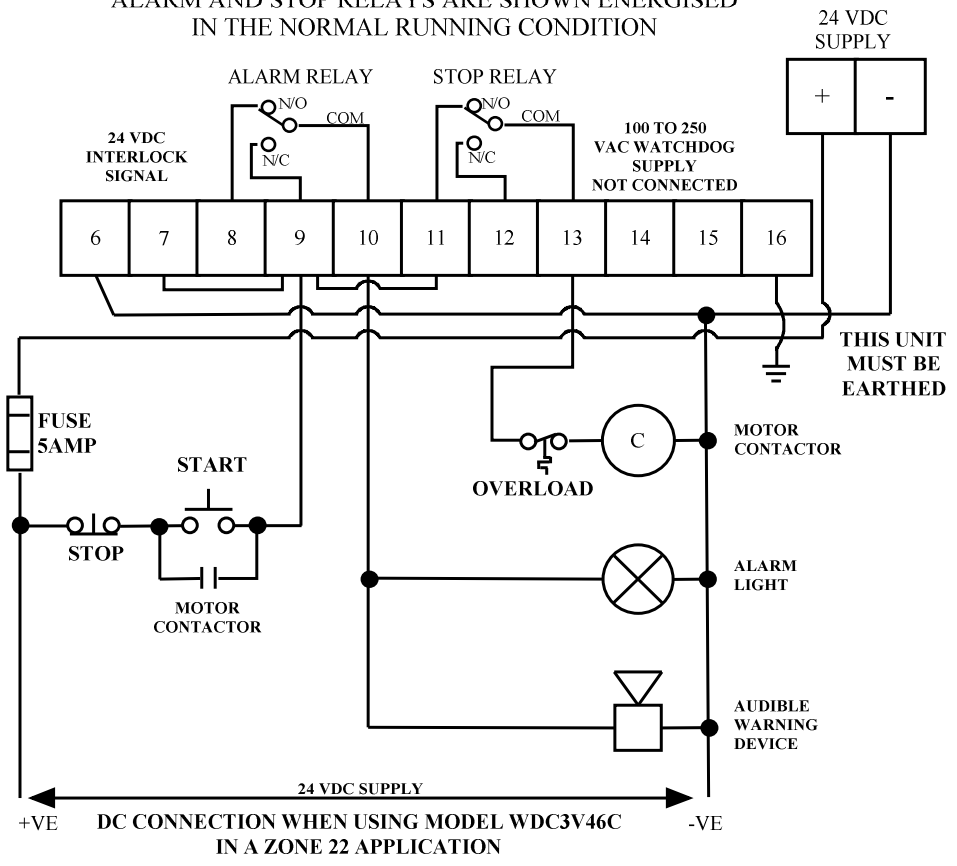 ALARM AND STOP RELAYS ARE SHOWN ENERGISED
IN THE NORMAL RUNNING CONDITION
24 VDC
SUPPLY
+ -
ALARM RELAY
STOP RELAY
N/O
COM
N/C
N/O
COM
N/C
24 VDC
INTERLOCK
SIGNAL
100 TO 250
VAC WATCHDOG
SUPPLY
NOT CONNECTED
6 7 8 9 10 11 12 13 14 15 16
THIS UNIT
MUST BE
EARTHED
FUSE
5AMP
START
STOP
MOTOR
CONTACTOR
OVERLOAD
C
MOTOR
CONTACTOR
ALARM
LIGHT
AUDIBLE
WARNING
DEVICE
24 VDC SUPPLY
+VE
-VE
DC CONNECTION WHEN USING MODEL WDC3V46C
IN A ZONE 22 APPLICATION